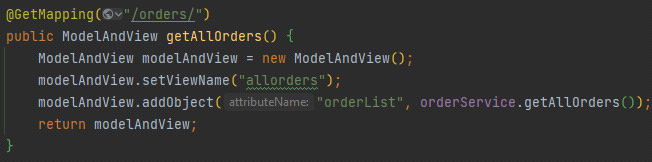 @GetMapping("/orders/")
public ModelAndView getAllOrders() {
ModelAndView modelAndView = new ModelAndView();
modelAndView.setViewName("allorders");
modelAndView.addObject( attributeName: "orderList", orderService.getAllOrders());
return modelAndView;
}